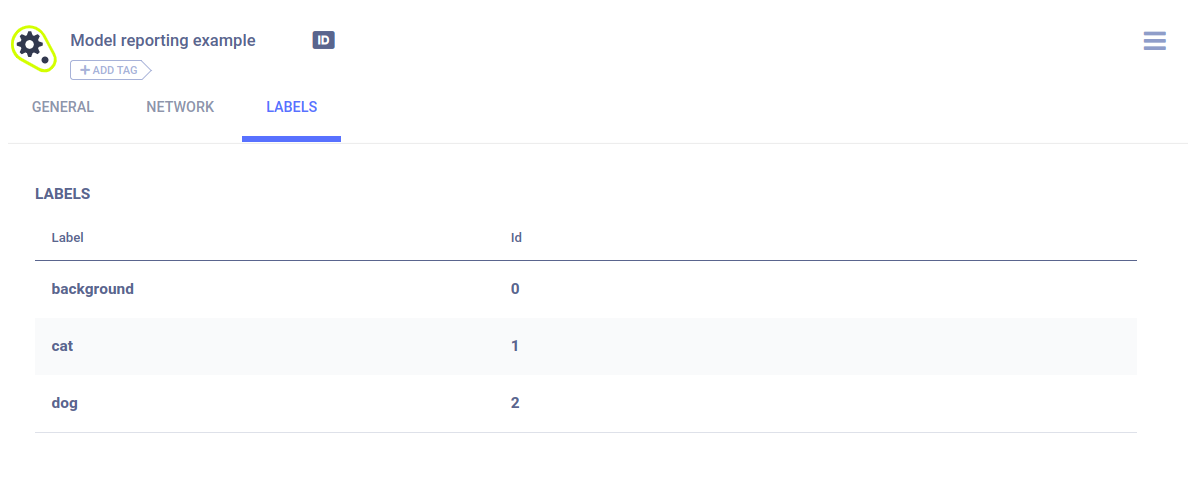 Model reporting example ID
+ ADD TAG
GENERAL NETWORK LABELS
LABELS
Label Id
background 0
cat 1
dog 2